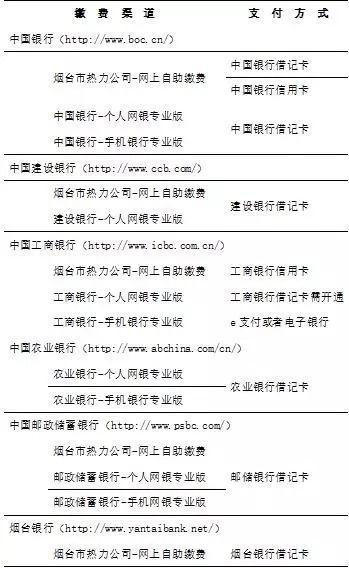 缴费渠道 支付方式
中国银行（http://www.boc.cn/）
烟台市热力公司-网上自助缴费 中国银行借记卡
中国银行信用卡
中国银行-个人网银专业版 中国银行借记卡
中国银行-手机银行专业版
中国建设银行（http://www.ccb.com/）
烟台市热力公司-网上自助缴费 建设银行借记卡
建设银行-个人网银专业版
中国工商银行（http://www.icbc.com.cn/）
烟台市热力公司-网上自助缴费 工商银行信用卡
工商银行-个人网银专业版 工商银行借记卡需开通
工商银行-手机银行专业版 e支付或者电子银行
中国农业银行（http://www.abchina.com/cn/）
农业银行-个人网银专业版 农业银行借记卡
农业银行-手机银行专业版
中国邮政储蓄银行（http://www.psbc.com/）
烟台市热力公司-网上自助缴费
邮政储蓄银行-个人网银专业版 邮储银行借记卡
邮政储蓄银行-手机网银专业版
烟台银行（http://www.yantaibank.net/）
烟台市热力公司-网上自助缴费 烟台银行借记卡